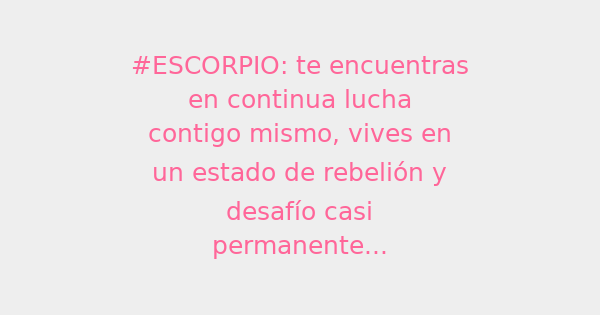 #ESCORPIO: te encuentras
en continua lucha
contigo mismo, vives en
un estado de rebelión y
desafío casi
permanente...